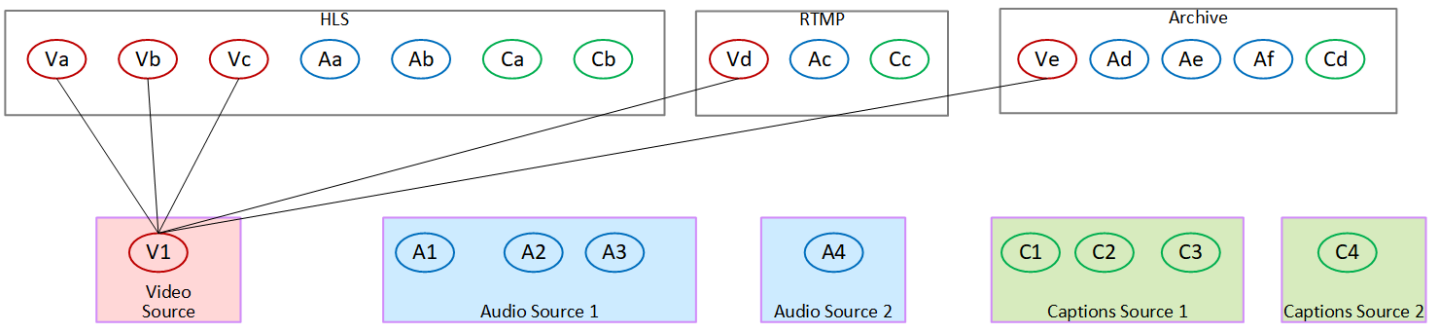 HLS
RTMP
Archive
Va Vb Vc Aa Ab Ca Cb
Vd Ac Cc
Ve Ad Ae Af Cd
V1
Video
Source
A1 A2 A3
Audio Source 1
A4
Audio Source 2
C1 C2 C3
Captions Source 1
C4
Captions Source 2